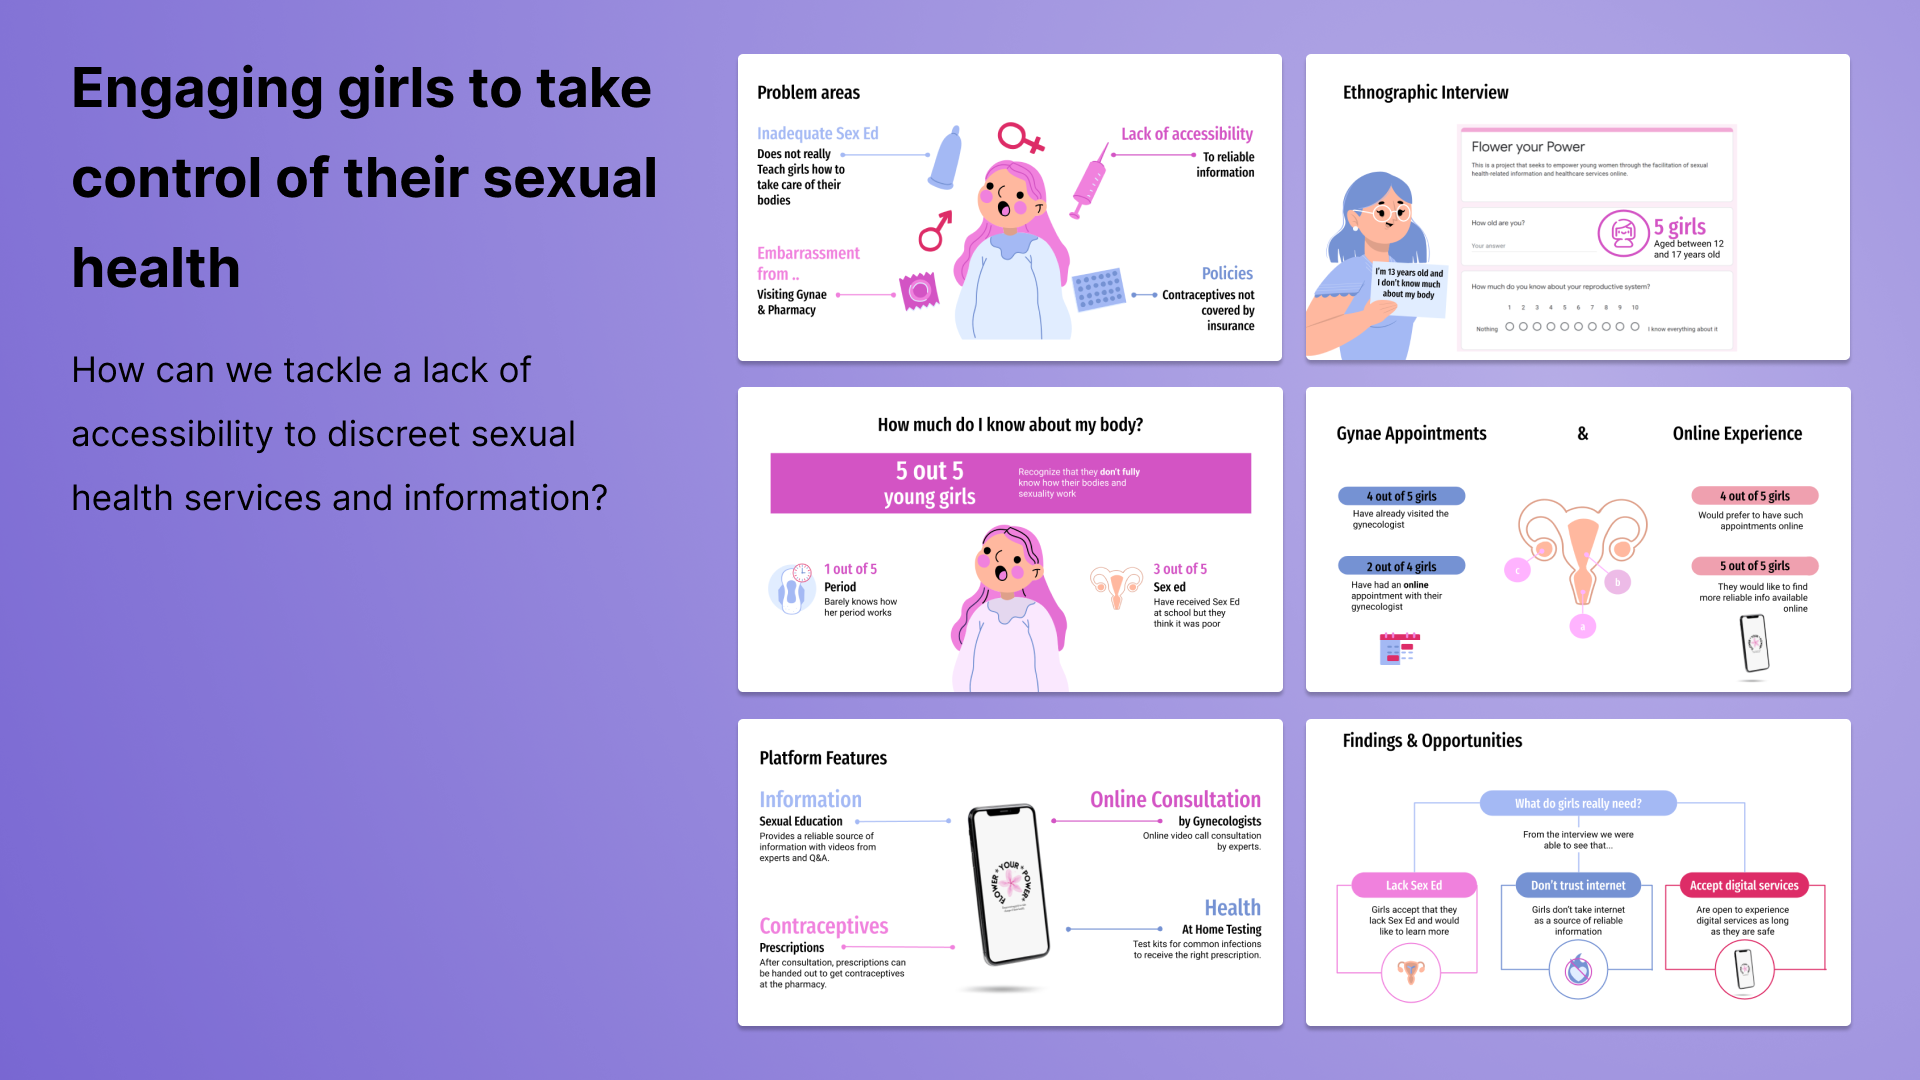 Engaging girls to take
control of their sexual
health
How can we tackle a lack of
accessibility to discreet sexual
health services and information?
Problem areas
Inadequate Sex Ed
Does not really
Teach girls how to
take care of their
bodies
Lack of accessibility
To reliable
information
Embarrassment
from ..
Visiting Gynae
& Pharmacy
Policies
Contraceptives not
covered by
insurance
Ethnographic Interview
Flower your Power
This is a project that seeks to empower young women through the facilitation of sexual
health related information and healthcare services online.
How old are you?
Your answer
5 girls
Aged between 12
and 17 years old
I'm 13 years old and
I don't know much
about my body
How much do you know about your reproductive system?
1 2 3 4 5 6 7 8 9 10
Nothing
I know everything about it
How much do I know about my body?
5 out 5
young girls
Recognize that they don't fully
know how their bodies and
sexuality work
1 out of 5
Period
Barely knows how
her period works
3 out of 5
Sex ed
Have received Sex Ed
at school but they
think it was poor
Gynae Appointments
&
Online Experience
4 out of 5 girls
Have already visited the
gynecologist
2 out of 4 girls
Have had an online
appointment with their
gynecologist
c
b
a
4 out of 5 girls
Would prefer to have such
appointments online
5 out of 5 girls
They would like to find
more reliable info available
online
Platform Features
Information
Sexual Education
Provides a reliable source of
information with videos from
experts and Q&A.
Online Consultation
by Gynecologists
Online video call consultation
by experts.
FLOWER YOUR POWER
Contraceptives
Prescriptions
After consultation, prescriptions can
be handed out to get contraceptives
at the pharmacy.
Health
At Home Testing
Test kits for common infections
to receive the right prescription.
Findings & Opportunities
What do girls really need?
From the interview we were
able to see that...
Lack Sex Ed
Girls accept that they
lack Sex Ed and would
like to learn more
Don't trust internet
Girls don't take internet
as a source of reliable
information
Accept digital services
Are open to experience
digital services as long
as they are safe